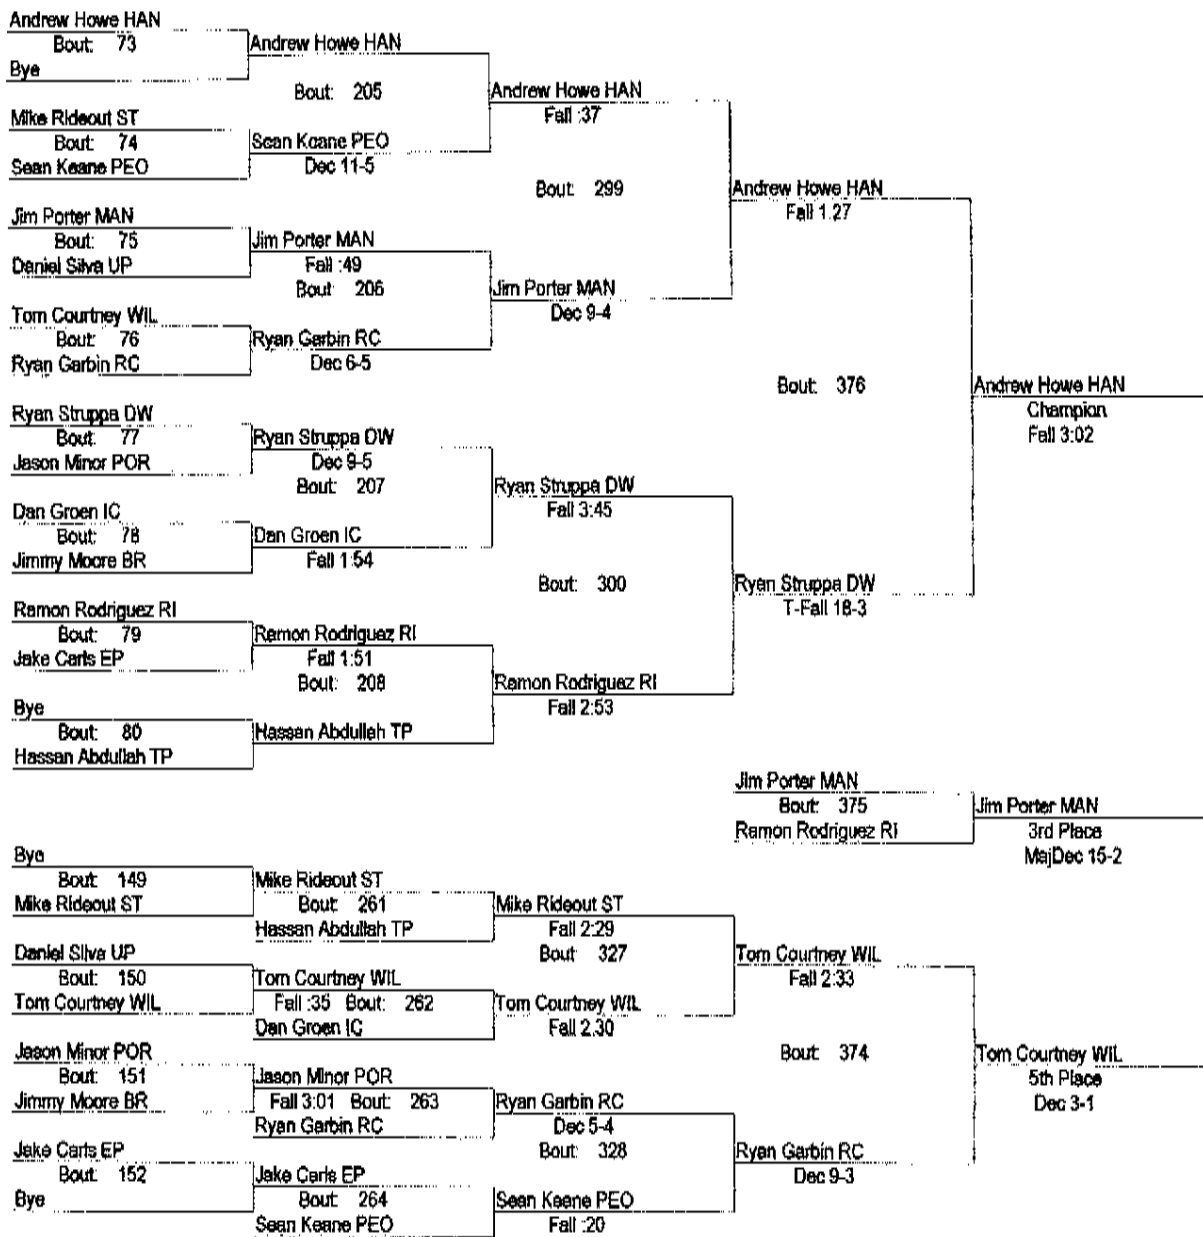 Andrew Howe HAN
Bout: 73
Bye
Andrew Howe HAN
Bout: 205
Mike Rideout ST
Bout: 74
Sean Keane PEO
Sean Keane PEO
Dec 11-5
Andrew Howe HAN
Fall :37
Bout: 299
Jim Porter MAN
Bout: 75
Daniel Silva UP
Jim Porter MAN
Fall :49
Bout: 206
Tom Courtney WIL
Bout: 76
Ryan Garbin RC
Ryan Garbin RC
Dec 6-5
Jim Porter MAN
Dec 9-4
Andrew Howe HAN
Fall 1:27
Bout: 376
Ryan Struppa DW
Bout: 77
Jason Minor POR
Ryan Struppa DW
Dec 9-5
Bout: 207
Dan Groen IC
Bout: 78
Jimmy Moore BR
Dan Groen IC
Fall 1:54
Ryan Struppa DW
Fall 3:45
Bout: 300
Ramon Rodriguez RI
Bout: 79
Jake Carls EP
Ramon Rodriguez RI
Fall 1:51
Bout: 208
Bye
Bout: 80
Hassan Abdullah TP
Hassan Abdullah TP
Ramon Rodriguez RI
Fall 2:53
Ryan Struppa DW
T-Fall 18-3
Andrew Howe HAN
Champion
Fall 3:02
Jim Porter MAN
Bout: 375
Ramon Rodriguez RI
Jim Porter MAN
3rd Place
MajDec 15-2
Bye
Bout: 149
Mike Rideout ST
Mike Rideout ST
Bout: 261
Hassan Abdullah TP
Mike Rideout ST
Fall 2:29
Bout: 327
Daniel Silva UP
Bout: 150
Tom Courtney WIL
Tom Courtney WIL
Fall :35 Bout: 262
Dan Groen IC
Tom Courtney WIL
Fall 2:30
Tom Courtney WIL
Fall 2:33
Bout: 374
Jason Minor POR
Bout: 151
Jimmy Moore BR
Jason Minor POR
Fall 3:01 Bout: 263
Ryan Garbin RC
Ryan Garbin RC
Dec 5-4
Bout: 328
Jake Carls EP
Bout: 152
Bye
Jake Carls EP
Bout: 264
Sean Keane PEO
Sean Keane PEO
Fall :20
Ryan Garbin RC
Dec 9-3
Tom Courtney WIL
5th Place
Dec 3-1